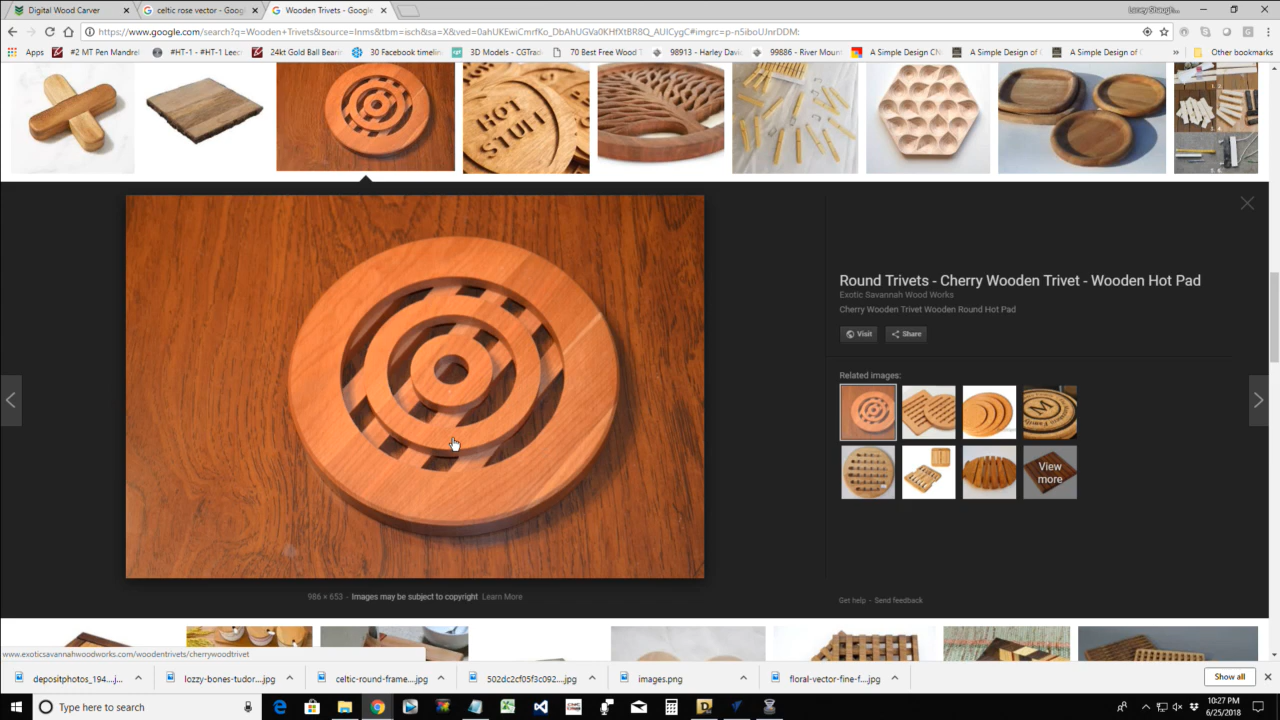 Digital Wood Carver
celtic rose vector - Goog
Wooden Trivets - Google
Lacey Shaugh...
https://www.google.com/search?q=Wooden+Trivets&source=lnms&tbm=isch&sa=X&ved=0ahUKEwiCmrfKo_DbAhUGVa0KHfXtBR8Q_AUICygC#imgrc=p-n5iboUJnrDDM:
Apps
#2 MT Pen Mandrel
#HT-1 - #HT-1 Leec
24kt Gold Ball Bearin
30 Facebook timeline
3D Models - CGTrad
70 Best Free Wood T
98913 - Harley David
99886 - River Mount
A Simple Design CN
A Simple Design of C
A Simple Design of (
»
Other bookmarks
HOT
STUFF
Round Trivets - Cherry Wooden Trivet - Wooden Hot Pad
Exotic Savannah Wood Works
Cherry Wooden Trivet Wooden Round Hot Pad
Visit
Share
Related images:
M
View
more
986 × 653 - Images may be subject to copyright Learn More
Get help - Send feedback
www.exoticsavannahwoodworks.com/woodentrivets/cherrywoodtrivet
depositphotos_194....j...
lozzy-bones-tudor....jpg
celtic-round-frame...jpg
502dc2cf05f3c092....jpg
images.png
floral-vector-fine-f....jpg
Show all
Type here to search
10:27 PM
6/25/2018